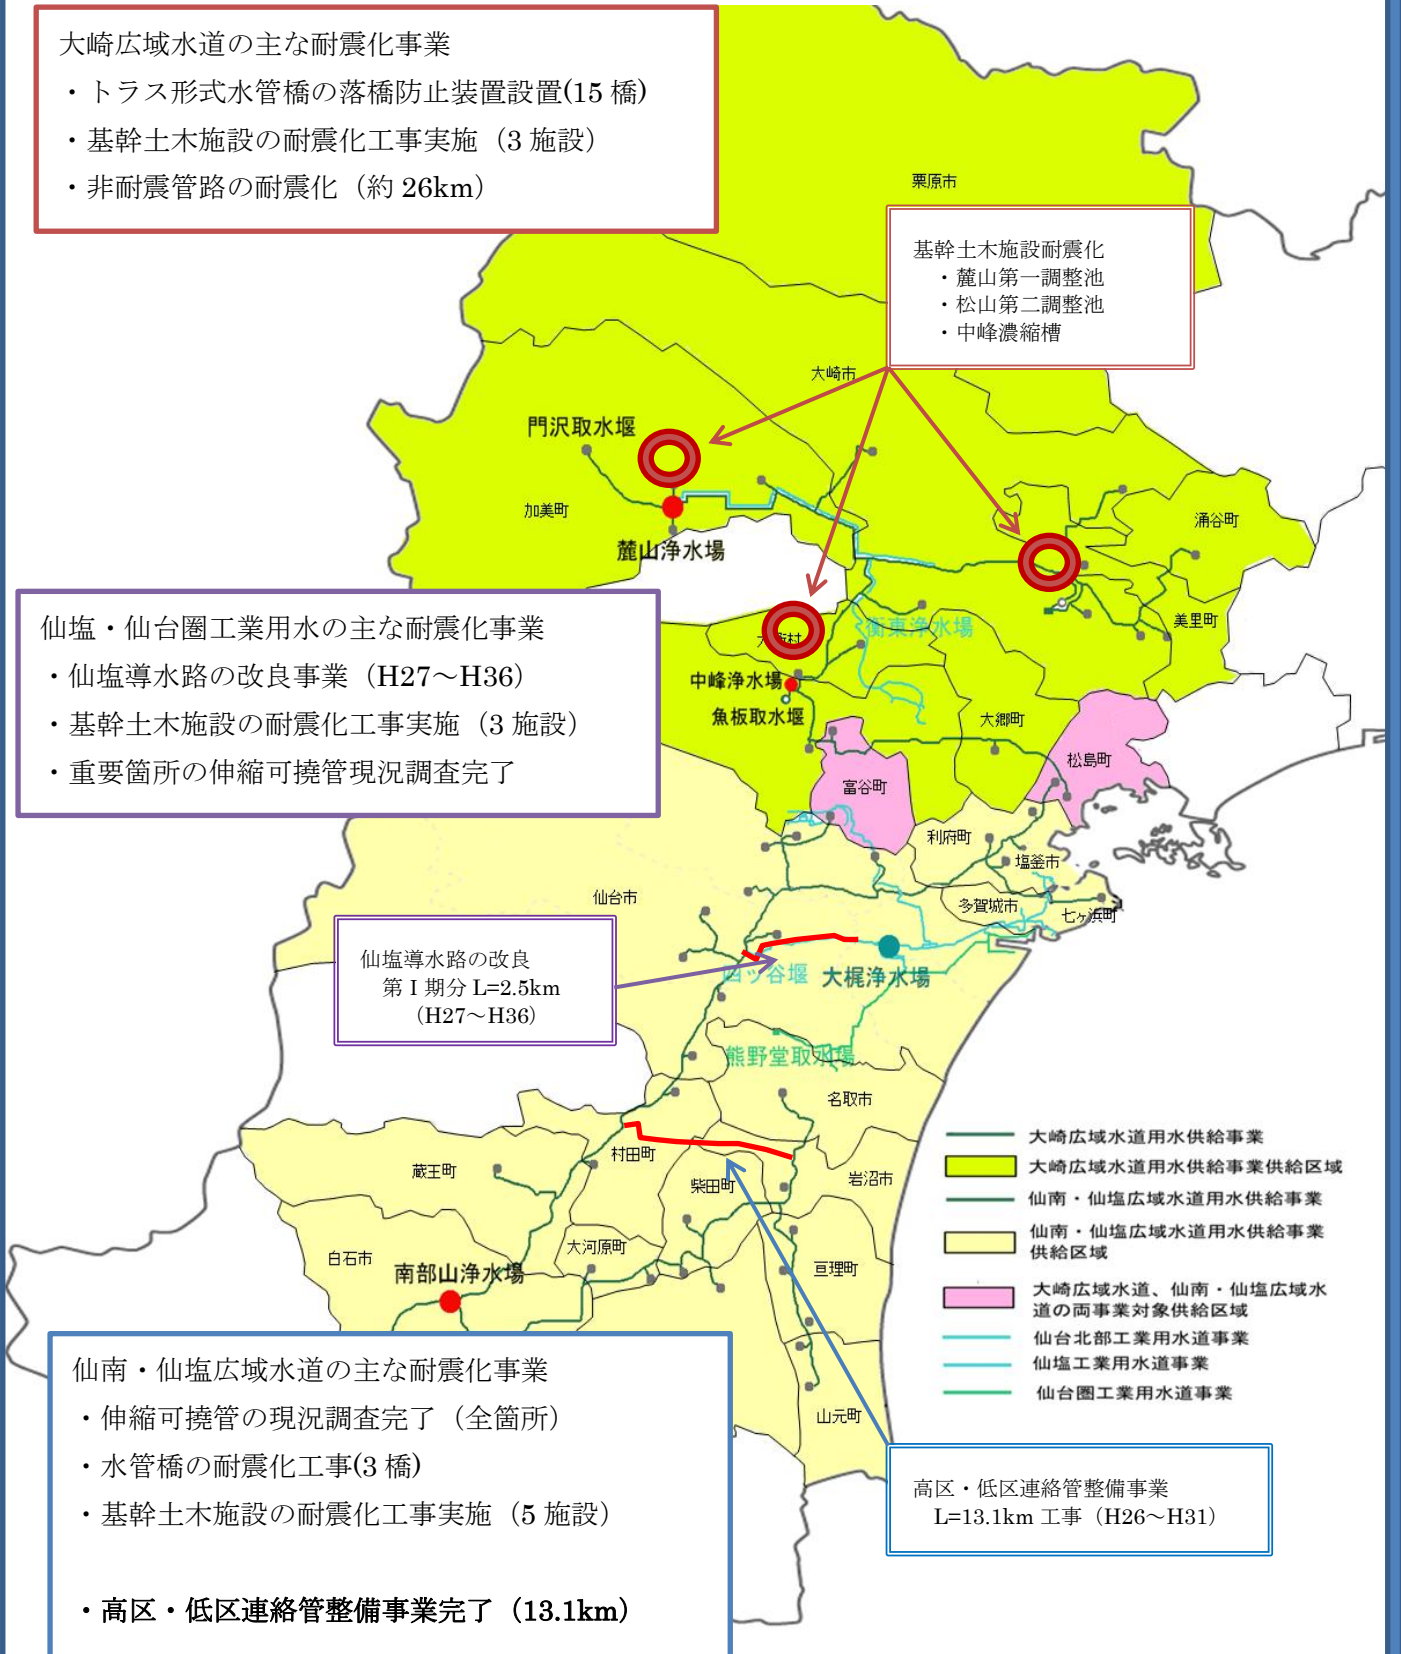 大崎広域水道の主な耐震化事業
・トラス形式水管橋の落橋防止装置設置(15 橋)
・基幹土木施設の耐震化工事実施（3 施設）
・非耐震管路の耐震化（約 26km）
栗原市
基幹土木施設耐震化
・麓山第一調整池
・松山第二調整池
・中峰濃縮槽
大崎市
門沢取水堰
加美町
涌谷町
麓山浄水場
美里町
仙塩・仙台圏工業用水の主な耐震化事業
・仙塩導水路の改良事業（H27～H36）
・基幹土木施設の耐震化工事実施（3 施設）
・重要箇所の伸縮可撓管現況調査完了
衡東浄水場
中峰浄水場
魚板取水堰
大郷町
松島町
富谷町
利府町
塩釜市
仙台市
多賀城市
七ヶ浜町
仙塩導水路の改良
第 I 期分 L=2.5km
（H27～H36）
四ツ谷堰
大梶浄水場
熊野堂取水場
名取市
村田町
蔵王町
柴田町
岩沼市
白石市
大河原町
南部山浄水場
亘理町
山元町
大崎広域水道用水供給事業
大崎広域水道用水供給事業供給区域
仙南・仙塩広域水道用水供給事業
仙南・仙塩広域水道用水供給事業
供給区域
大崎広域水道、仙南・仙塩広域水
道の両事業対象供給区域
仙台北部工業用水道事業
仙塩工業用水道事業
仙台圏工業用水道事業
仙南・仙塩広域水道の主な耐震化事業
・伸縮可撓管の現況調査完了（全箇所）
・水管橋の耐震化工事(3 橋)
・基幹土木施設の耐震化工事実施（5 施設）
・高区・低区連絡管整備事業完了（13.1km）
高区・低区連絡管整備事業
L=13.1km 工事（H26～H31）